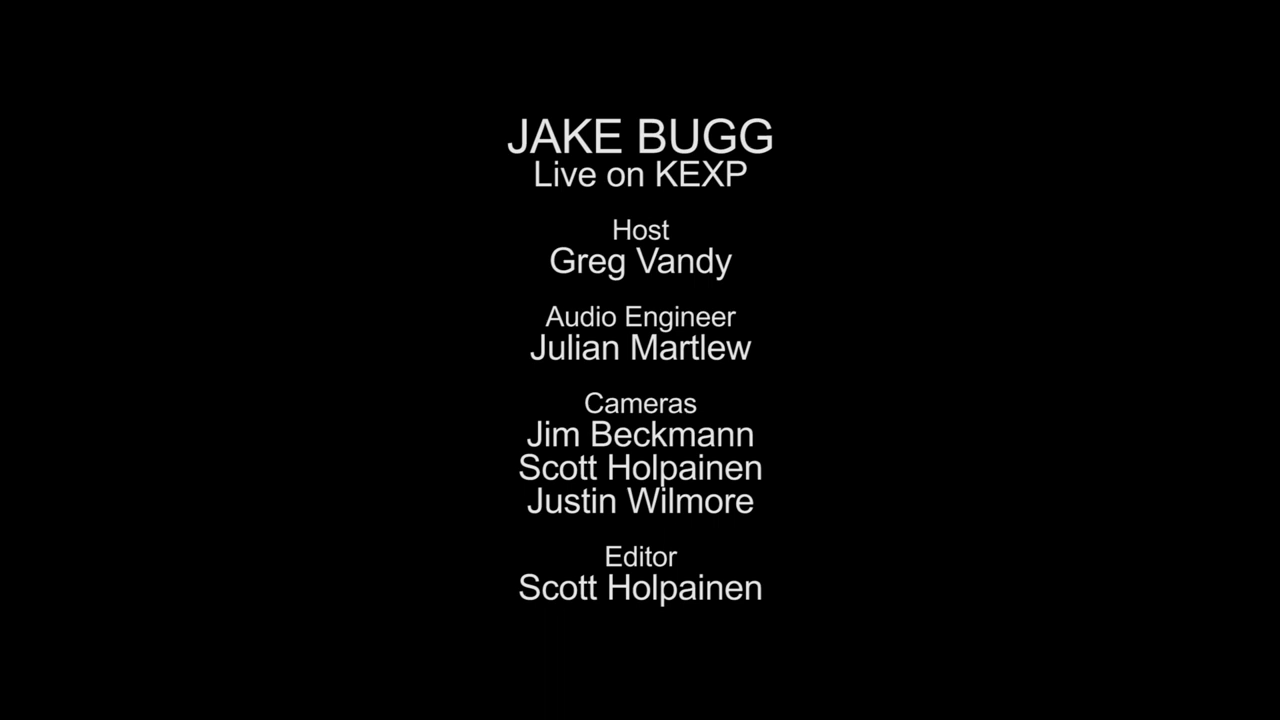 JAKE BUGG
Live on KEXP
Host
Greg Vandy
Audio Engineer
Julian Martlew
Cameras
Jim Beckmann
Scott Holpainen
Justin Wilmore
Editor
Scott Holpainen